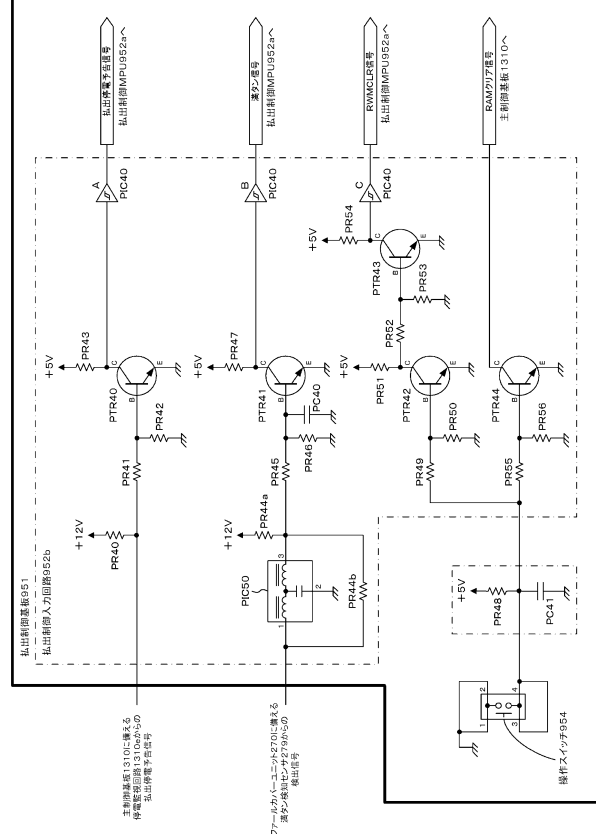 払出停電予告信号
払出制御MPU952aへ
満タン信号
払出制御MPU952aへ
RWMCLR信号
払出制御MPU952aへ
RAMクリア信号
主制御基板1310へ
A
PIC40
B
PIC40
C
PIC40
+5V
PR54
C
B
E
PTR43
PR53
PR52
+5V
PR43
C
B
E
PTR40
PR42
PR41
+5V
PR47
C
B
E
PTR41
PC40
PR46
PR45
+5V
PR51
C
B
E
PTR42
PR50
PR49
C
B
E
PTR44
PR56
PR55
+12V
PR40
+12V
PR44a
PIC50
1
2
3
PR44b
+5V
PR48
PC41
払出制御基板951
払出制御入力回路952b
主制御基板1310に備える
停電監視回路1310eからの
払出停電予告信号
ファールカバーユニット270に備える
満タン検知センサ279からの
検出信号
1
2
3
4
操作スイッチ954